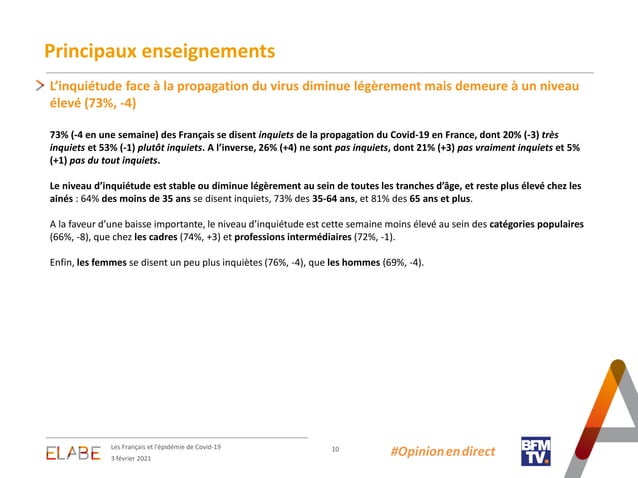 Principaux enseignements
L’inquiétude face à la propagation du virus diminue légèrement mais demeure à un niveau
élevé (73%, -4)
73% (-4 en une semaine) des Français se disent inquiets de la propagation du Covid-19 en France, dont 20% (-3) très
inquiets et 53% (-1) plutôt inquiets. A l’inverse, 26% (+4) ne sont pas inquiets, dont 21% (+3) pas vraiment inquiets et 5%
(+1) pas du tout inquiets.
Le niveau d’inquiétude est stable ou diminue légèrement au sein de toutes les tranches d’âge, et reste plus élevé chez les
ainés : 64% des moins de 35 ans se disent inquiets, 73% des 35-64 ans, et 81% des 65 ans et plus.
A la faveur d’une baisse importante, le niveau d’inquiétude est cette semaine moins élevé au sein des catégories populaires
(66%, -8), que chez les cadres (74%, +3) et professions intermédiaires (72%, -1).
Enfin, les femmes se disent un peu plus inquiètes (76%, -4), que les hommes (69%, -4).
ELABE
Les Français et l’épidémie de Covid-19
3 février 2021
10
#Opinion en direct
BFM
TV.